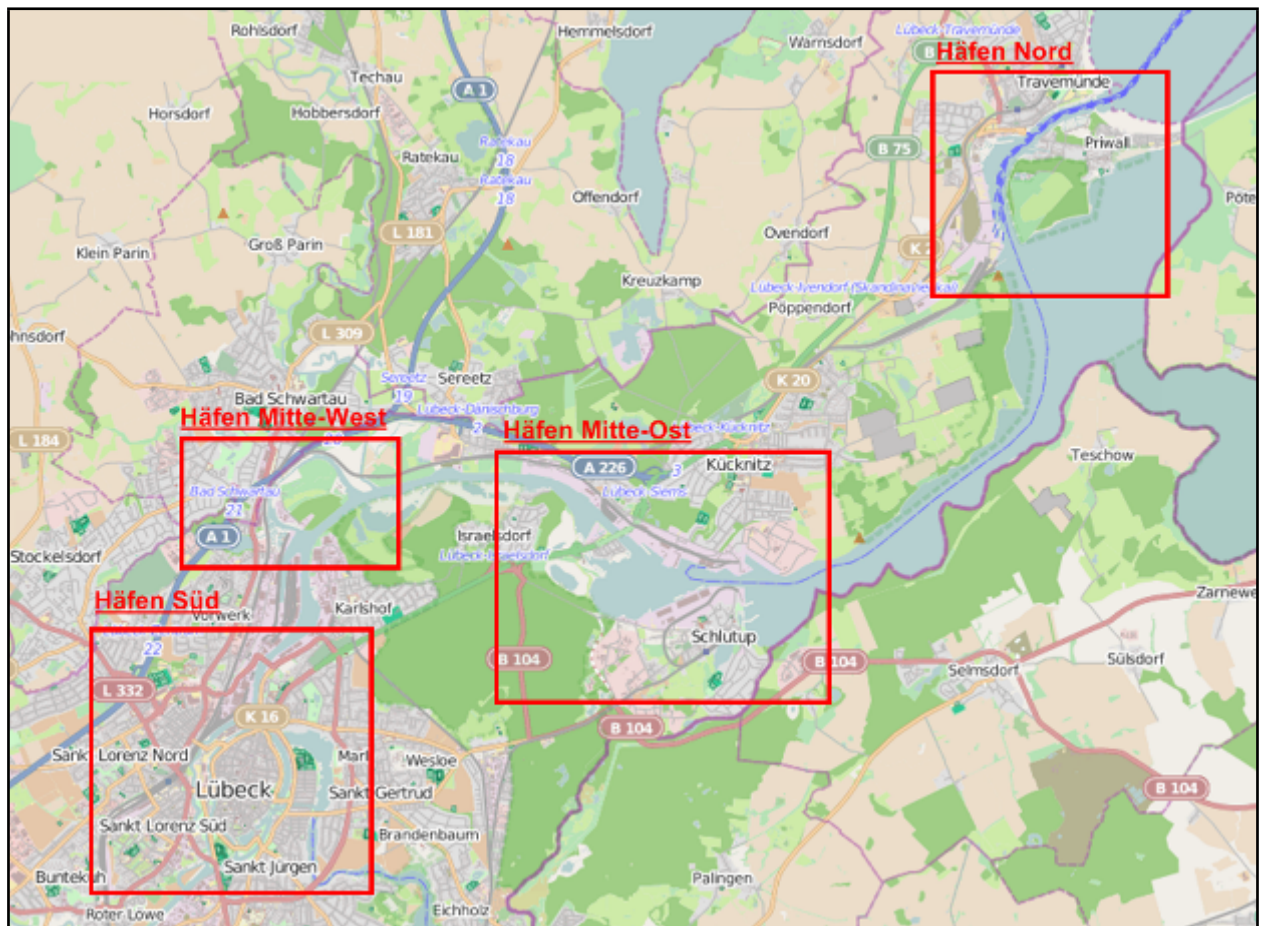 Rohlsdorf
Hemmelsdorf
Lübeck Travemünde
Warnsdorf
Häfen Nord
Techau
Travemünde
A 1
Horsdorf
Hobbersdorf
Ratekau
18
B 75
Priwall
Ratekau
Ratekau
18
Offendorf
L 181
Ovendorf
Groß Parin
Klein Parin
Kreuzkamp
Lübeck-Ivendorf (Skandinavienkai)
Pöppendorf
L 309
hnsdorf
Sereetz
19
Sereetz
K 20
Bad Schwartau
Lübeck-Dänischburg
2
Häfen Mitte-West
Häfen Mitte-Ost
L 184
Teschow
A 226
3
Kücknitz
Bad Schwartau
21
Lübeck-Siems
A 1
Israelsdorf
Lübeck-Israelsdorf
Stockelsdorf
Häfen Süd
Karlshof
Vorwerk
Zarnewe
22
Schlutup
B 104
B 104
Selmsdorf
Sülsdorf
L 332
K 16
B 104
Sankt Lorenz Nord
Marli
Wesloe
Lübeck
Sankt Gertrud
B 104
Sankt Lorenz Süd
Brandenbaum
Sankt Jürgen
Buntekuh
Palingen
Roter Löwe
Eichholz